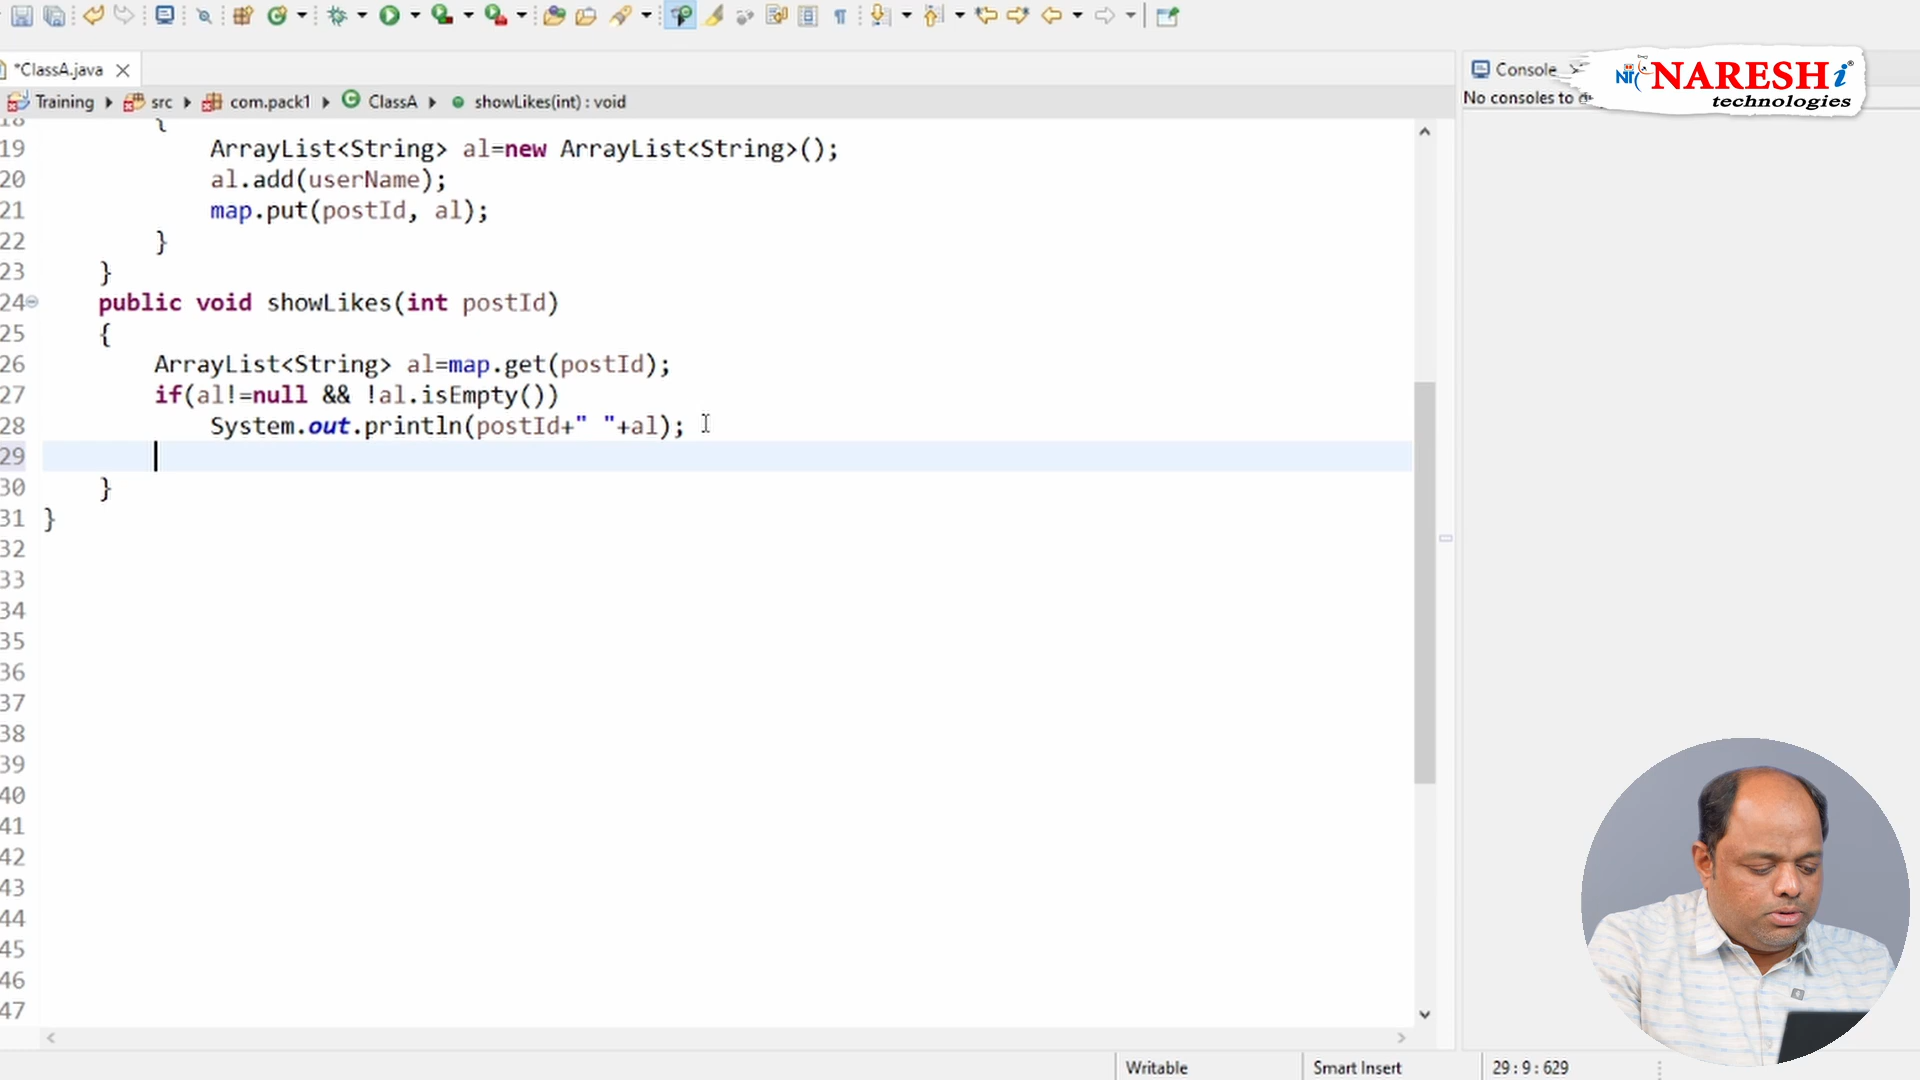 *ClassA.java
Console
NARESHi
technologies
Training src com.pack1 ClassA showLikes(int) : void
No consoles to
18 {
19 ArrayList<String> al=new ArrayList<String>();
20 al.add(userName);
21 map.put(postId, al);
22 }
23 }
24 public void showLikes(int postId)
25 {
26 ArrayList<String> al=map.get(postId);
27 if(al!=null && !al.isEmpty())
28 System.out.println(postId+" "+al);
29
30 }
31 }
32
33
34
35
36
37
38
39
40
41
42
43
44
45
46
47
Writable Smart Insert 29 : 9 : 629